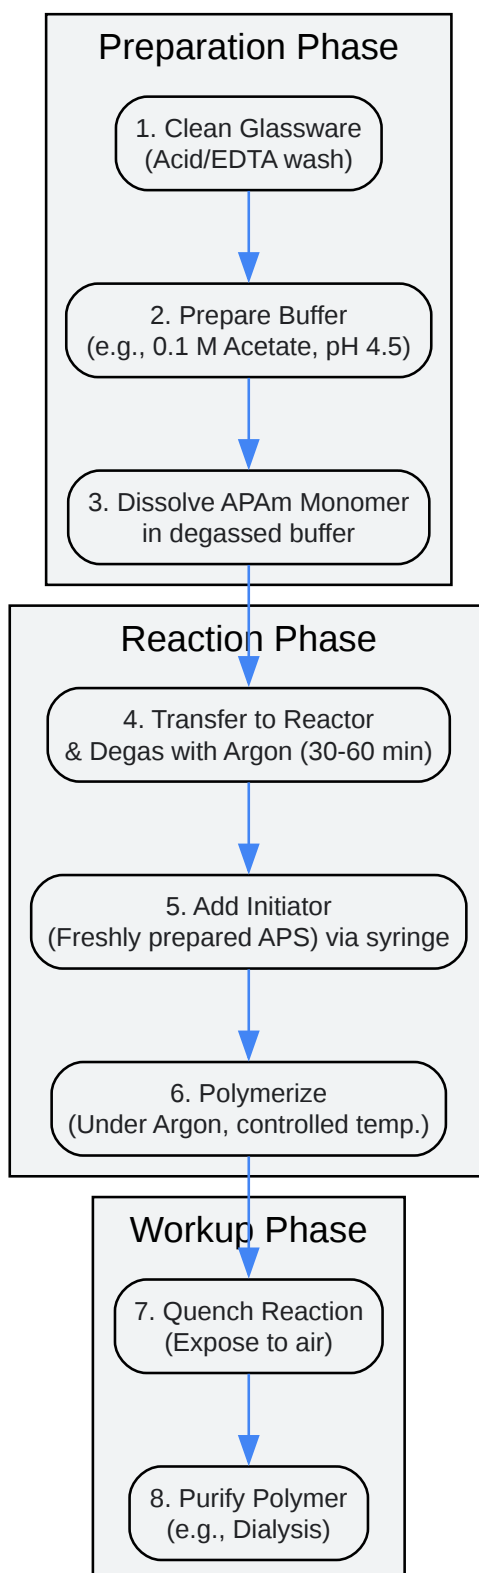 Preparation Phase
1. Clean Glassware
(Acid/EDTA wash)
2. Prepare Buffer
(e.g., 0.1 M Acetate, pH 4.5)
3. Dissolve APAm Monomer
in degassed buffer
Reaction Phase
4. Transfer to Reactor
& Degas with Argon (30-60 min)
5. Add Initiator
(Freshly prepared APS) via syringe
6. Polymerize
(Under Argon, controlled temp.)
Workup Phase
7. Quench Reaction
(Expose to air)
8. Purify Polymer
(e.g., Dialysis)